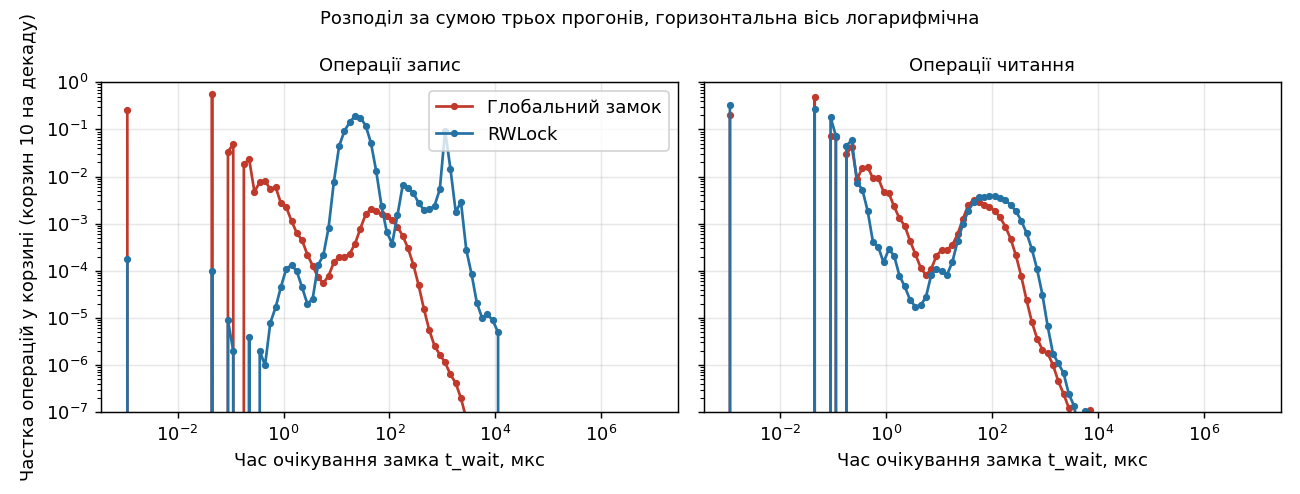 Розподіл за сумою трьох прогонів, горизонтальна вісь логарифмічна
Операції запис
Операції читання
Частка операцій у корзині (корзин 10 на декаду)
10^0
10^-1
10^-2
10^-3
10^-4
10^-5
10^-6
10^-7
Глобальний замок
RWLock
10^-2 10^0 10^2 10^4 10^6
10^-2 10^0 10^2 10^4 10^6
Час очікування замка t_wait, мкс
Час очікування замка t_wait, мкс